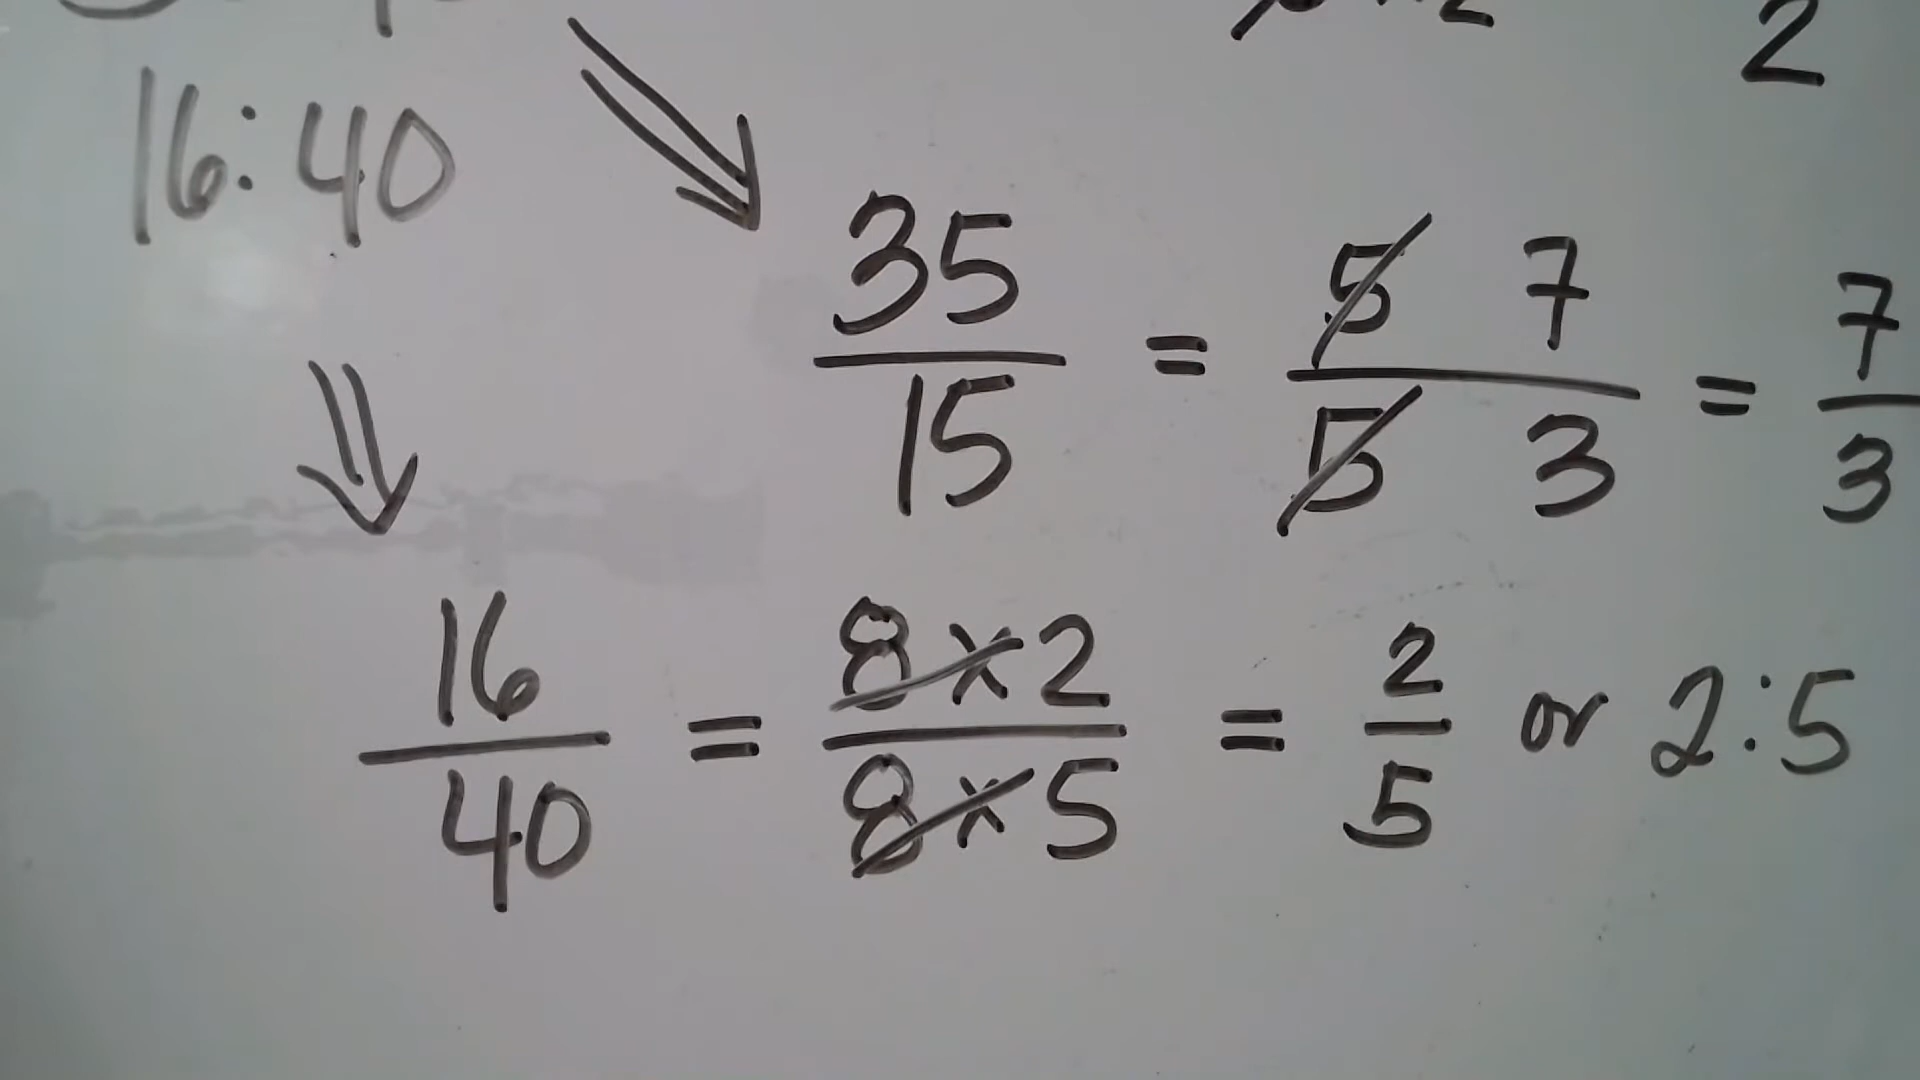 2
16:40
35/15 = 5 7/5 3 = 7/3
16/40 = 8×2/8×5 = 2/5 or 2:5